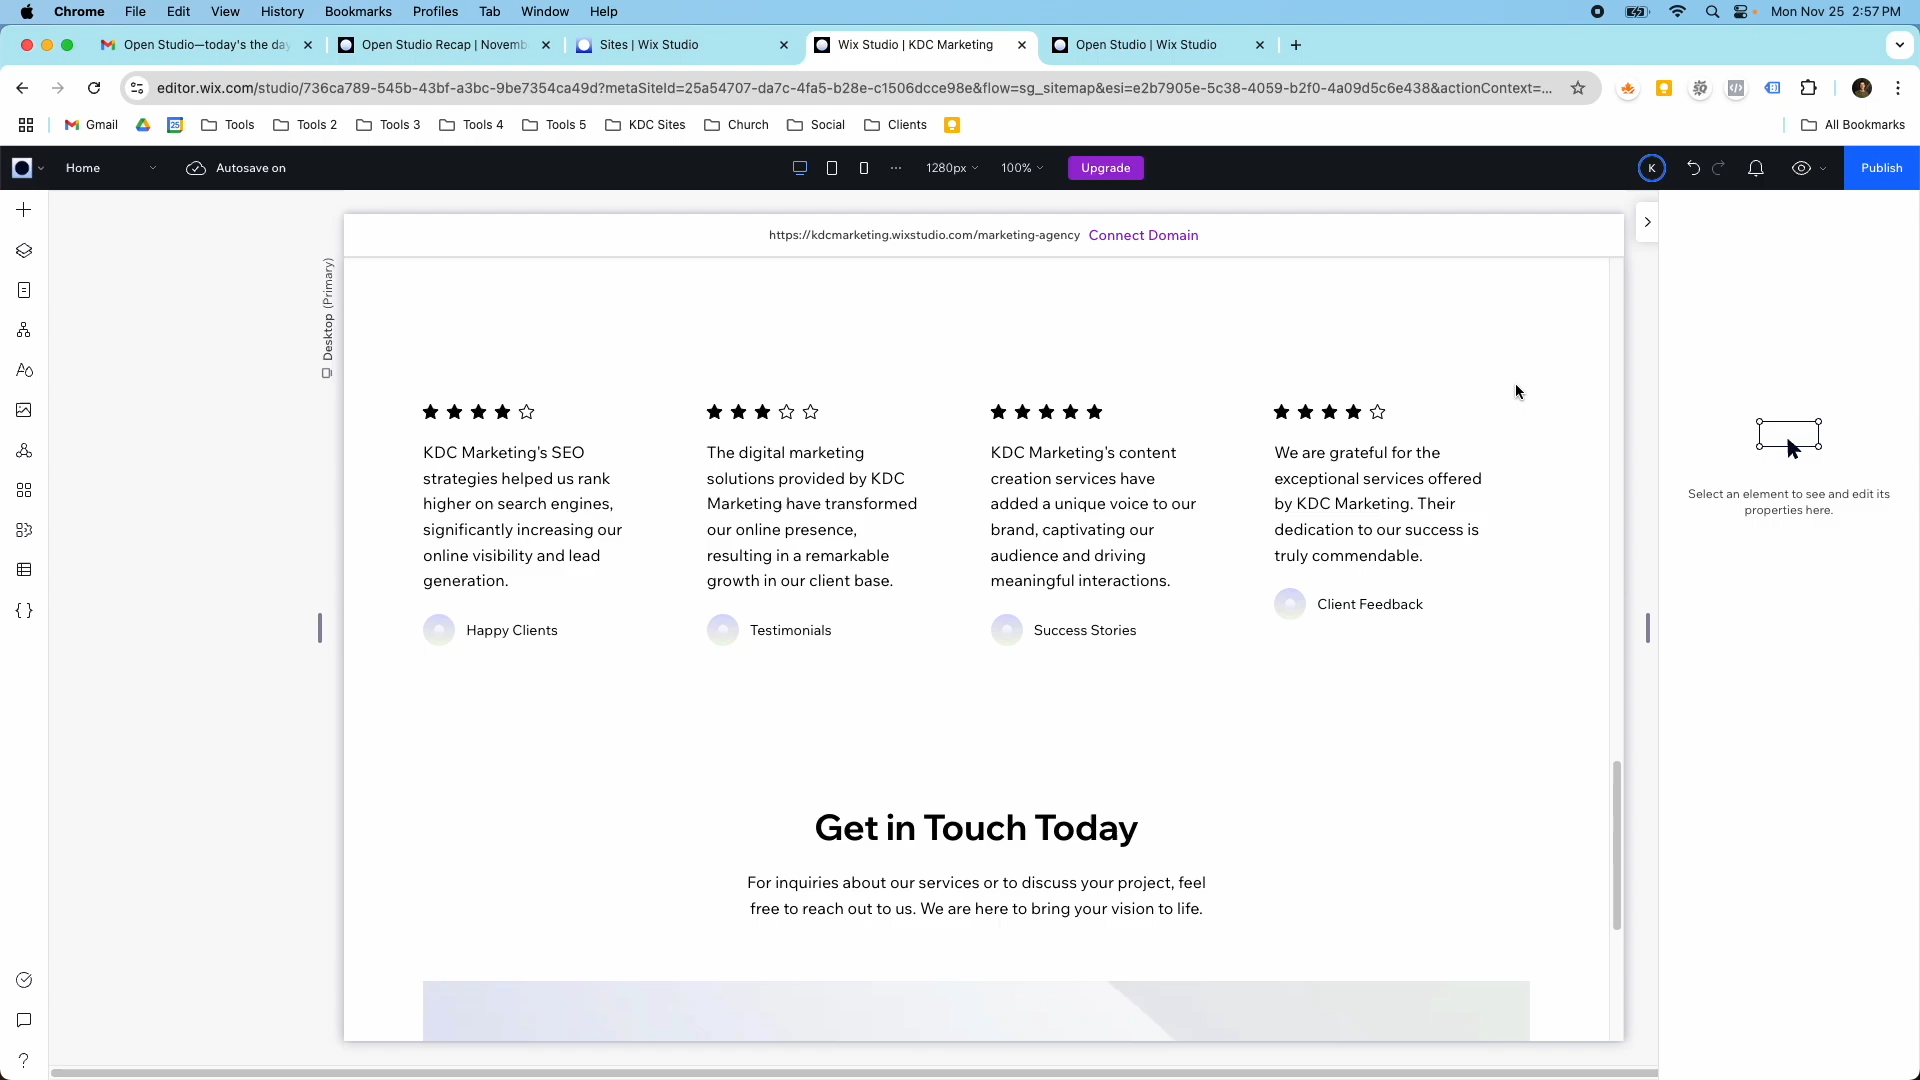 Chrome File Edit View History Bookmarks Profiles Tab Window Help Mon Nov 25 2:57 PM
Open Studio—today's the day Open Studio Recap | Novemb Sites | Wix Studio Wix Studio | KDC Marketing Open Studio | Wix Studio
editor.wix.com/studio/736ca789-545b-43bf-a3bc-9be7354ca49d?metaSiteId=25a54707-da7c-4fa5-b28e-c1506dcce98e&flow=sg_sitemap&esi=e2b7905e-5c38-4059-b2f0-4a09d5c6e438&actionContext=...
Gmail 25 Tools Tools 2 Tools 3 Tools 4 Tools 5 KDC Sites Church Social Clients All Bookmarks
Home Autosave on 1280px 100% Upgrade K Publish
https://kdcmarketing.wixstudio.com/marketing-agency Connect Domain
Desktop (Primary)
KDC Marketing's SEO
strategies helped us rank
higher on search engines,
significantly increasing our
online visibility and lead
generation.
Happy Clients
The digital marketing
solutions provided by KDC
Marketing have transformed
our online presence,
resulting in a remarkable
growth in our client base.
Testimonials
KDC Marketing's content
creation services have
added a unique voice to our
brand, captivating our
audience and driving
meaningful interactions.
Success Stories
We are grateful for the
exceptional services offered
by KDC Marketing. Their
dedication to our success is
truly commendable.
Client Feedback
Select an element to see and edit its
properties here.
Get in Touch Today
For inquiries about our services or to discuss your project, feel
free to reach out to us. We are here to bring your vision to life.